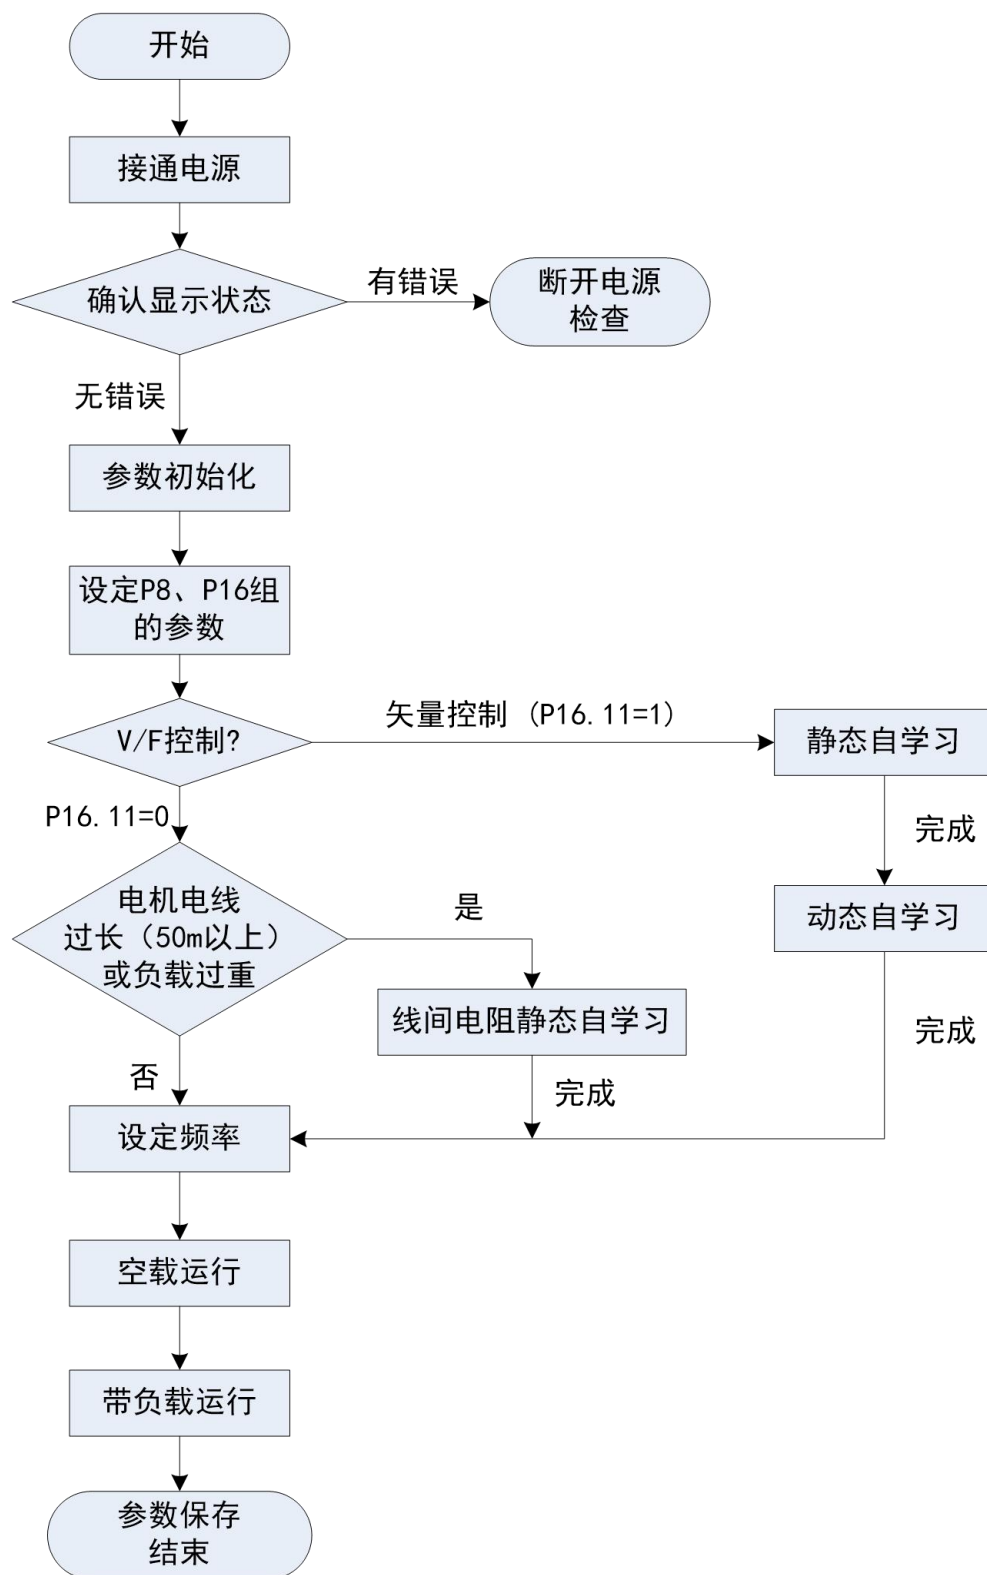 开始
接通电源
确认显示状态
有错误
断开电源
检查
无错误
参数初始化
设定P8、P16组
的参数
V/F控制?
矢量控制 (P16.11=1)
静态自学习
P16.11=0
完成
电机电线
过长（50m以上）
或负载过重
是
动态自学习
线间电阻静态自学习
完成
否
完成
设定频率
空载运行
带负载运行
参数保存
结束